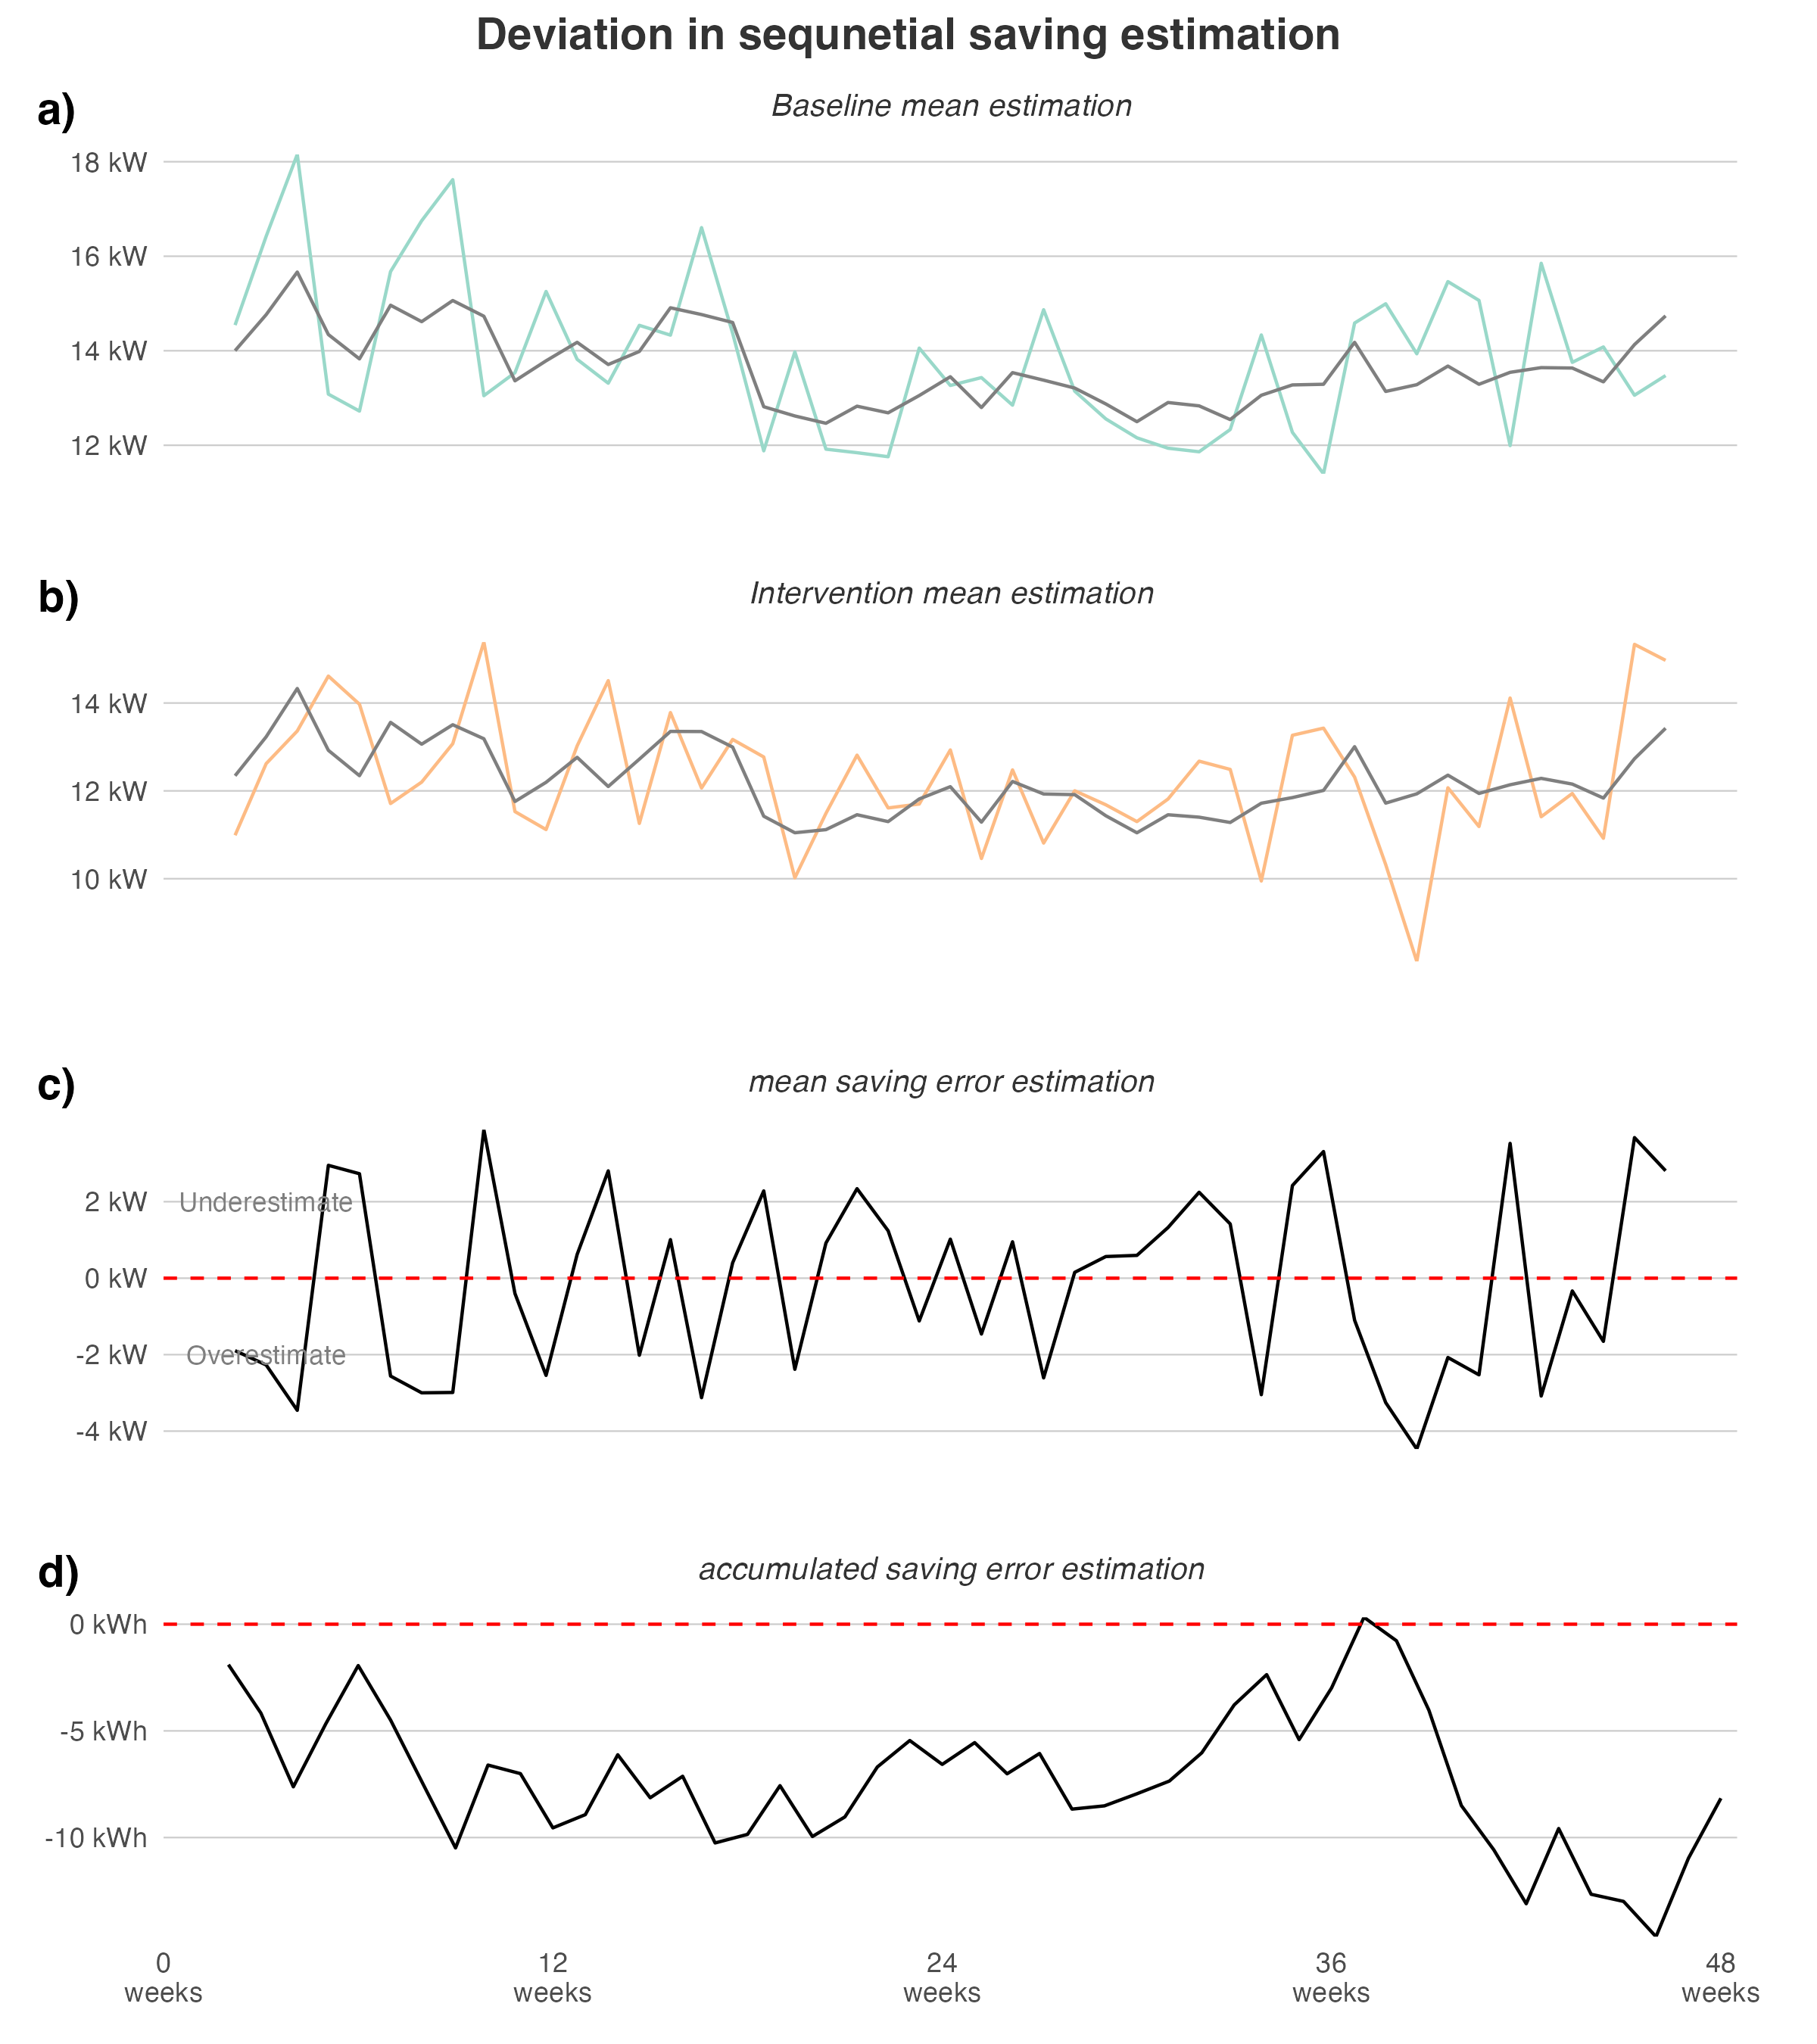 Deviation in sequnetial saving estimation
a)
Baseline mean estimation
18 kW
16 kW
14 kW
12 kW
b)
Intervention mean estimation
14 kW
12 kW
10 kW
c)
mean saving error estimation
2 kW
Underestimate
0 kW
-2 kW
Overestimate
-4 kW
d)
accumulated saving error estimation
0 kWh
-5 kWh
-10 kWh
0
weeks
12
weeks
24
weeks
36
weeks
48
weeks